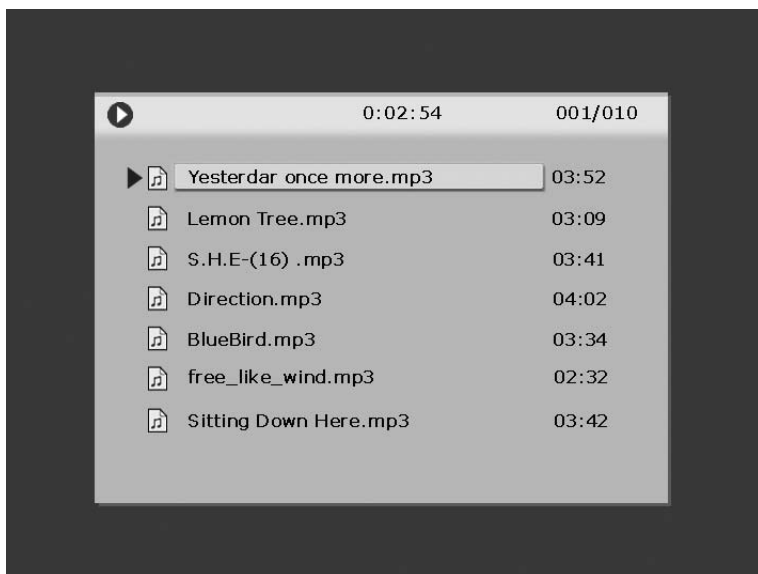 0:02:54 001/010
Yesterdar once more.mp3 03:52
Lemon Tree.mp3 03:09
S.H.E-(16) .mp3 03:41
Direction.mp3 04:02
BlueBird.mp3 03:34
free_like_wind.mp3 02:32
Sitting Down Here.mp3 03:42